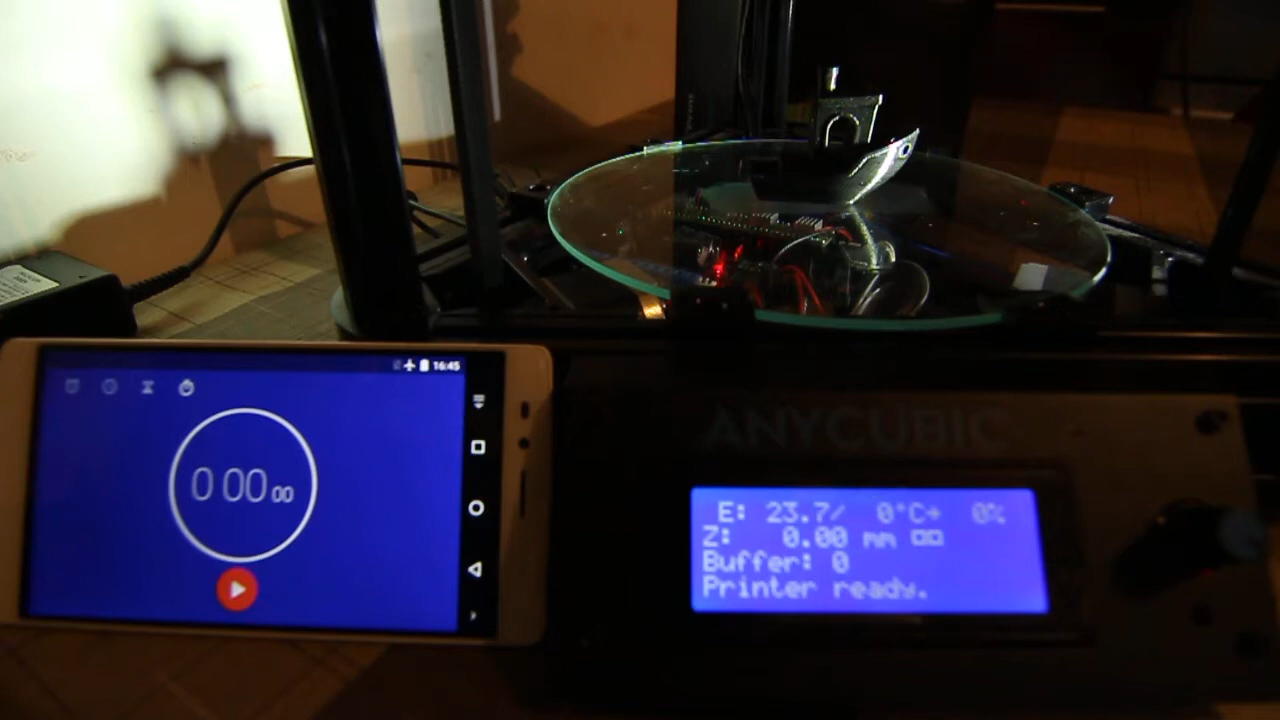 16:45
0 00 00
ANYCUBIC
E: 23.7/ 0°C+ 0%
Z: 0.00 mm
Buffer: 0
Printer ready.